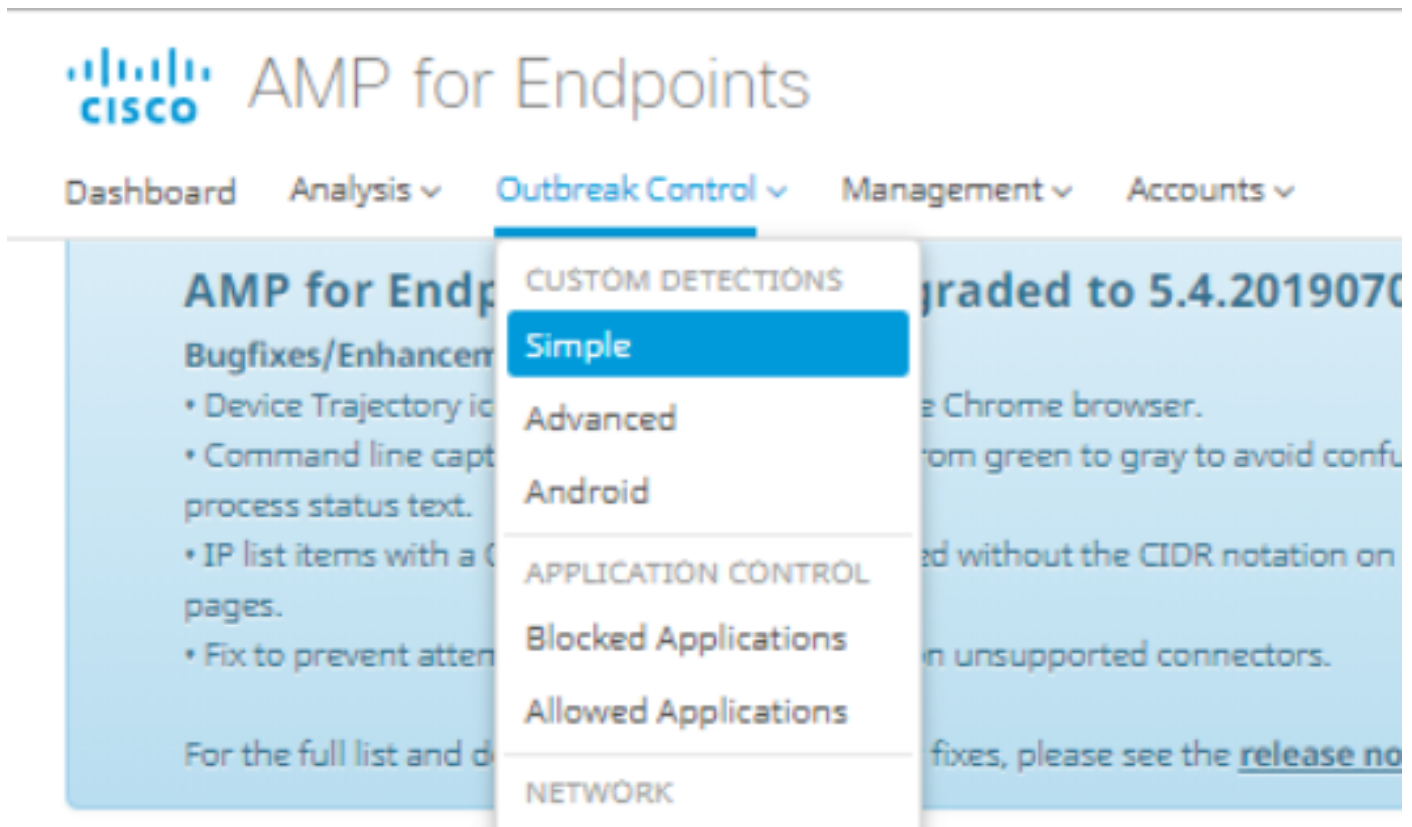 CISCO AMP for Endpoints
Dashboard Analysis Outbreak Control Management Accounts
AMP for Endp graded to 5.4.2019070
Bugfixes/Enhancem
• Device Trajectory ic e Chrome browser.
• Command line capt rom green to gray to avoid confu
process status text.
• IP list items with a C ed without the CIDR notation on
pages.
• Fix to prevent atten n unsupported connectors.
For the full list and d fixes, please see the release no
CUSTOM DETECTIONS
Simple
Advanced
Android
APPLICATION CONTROL
Blocked Applications
Allowed Applications
NETWORK